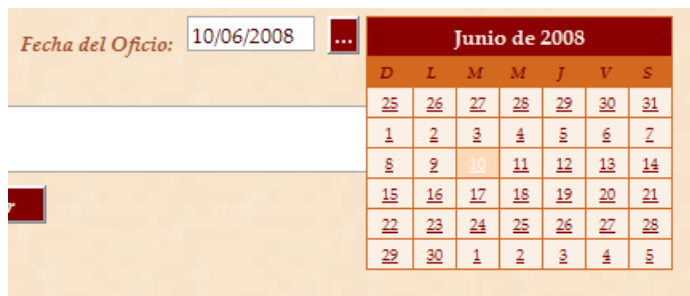 Fecha del Oficio: 10/06/2008 ...
Junio de 2008
D L M M J V S
25 26 27 28 29 30 31
1 2 3 4 5 6 7
8 9 10 11 12 13 14
15 16 17 18 19 20 21
22 23 24 25 26 27 28
29 30 1 2 3 4 5